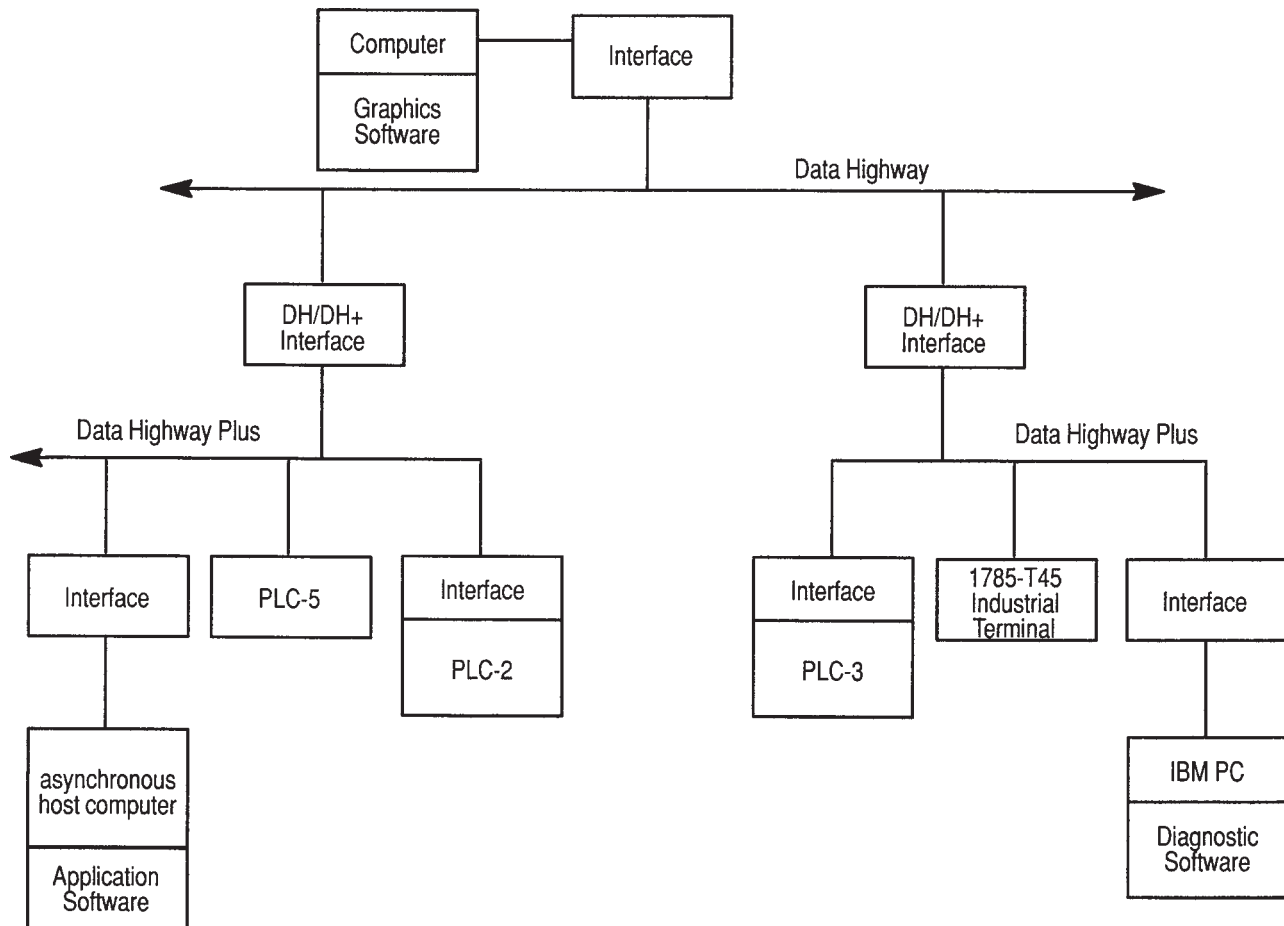 Computer
Interface
Graphics
Software
Data Highway
DH/DH+
Interface
DH/DH+
Interface
Data Highway Plus
Data Highway Plus
Interface
PLC-5
Interface
PLC-2
Interface
PLC-3
1785-T45
Industrial
Terminal
Interface
asynchronous
host computer
Application
Software
IBM PC
Diagnostic
Software